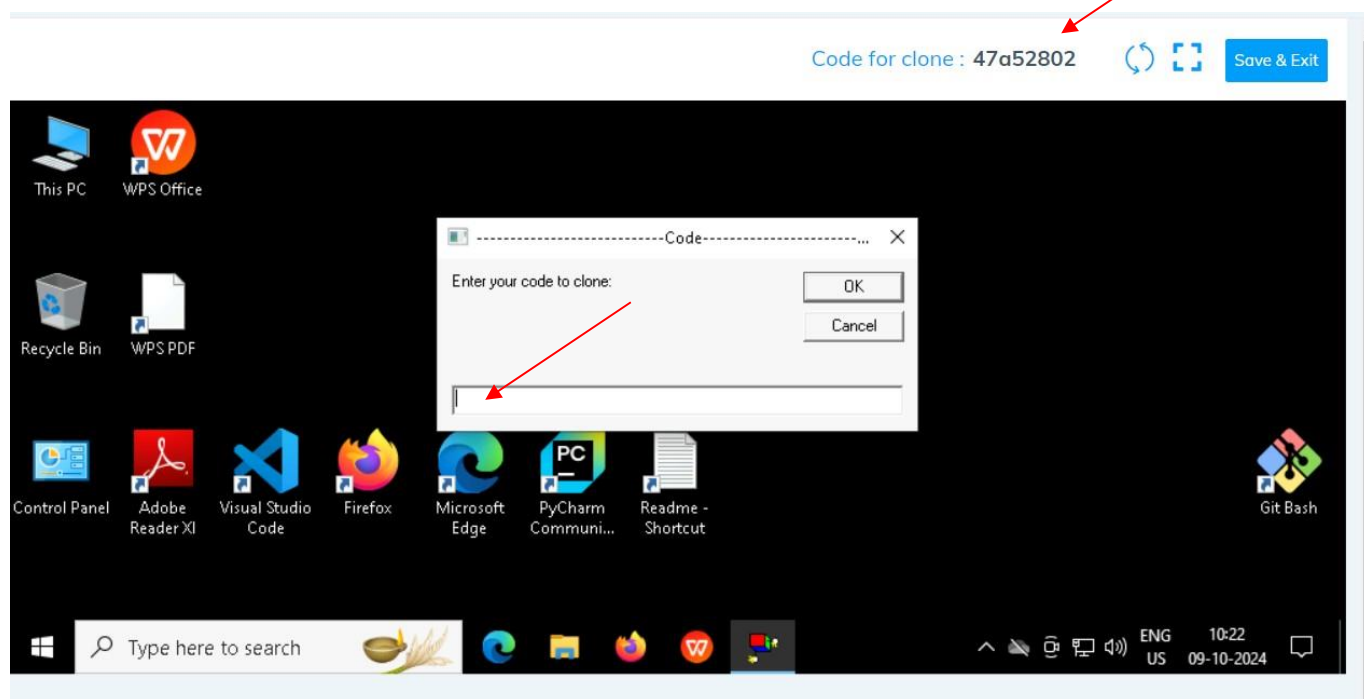 Code for clone : 47a52802
Save & Exit
This PC
WPS Office
---------------------------Code----------------------...
Enter your code to clone:
OK
Cancel
Recycle Bin
WPS PDF
PC
Control Panel
Adobe
Reader XI
Visual Studio
Code
Firefox
Microsoft
Edge
PyCharm
Communi...
Readme -
Shortcut
Git Bash
Type here to search
ENG
US
10:22
09-10-2024